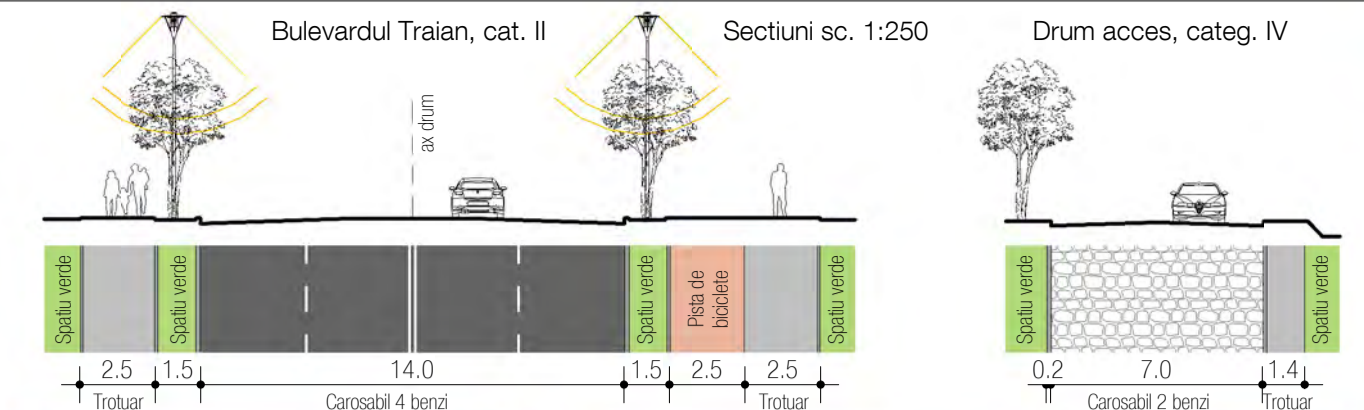 Bulevardul Traian, cat. II
Sectiuni sc. 1:250
Drum acces, categ. IV
ax drum
Spatiu verde
Spatiu verde
Spatiu verde
Pista de
biciclete
Spatiu verde
Spatiu verde
Spatiu verde
2.5 1.5 14.0 1.5 2.5 2.5
0.2 7.0 1.4
Trotuar Carosabil 4 benzi Trotuar
Carosabil 2 benzi Trotuar